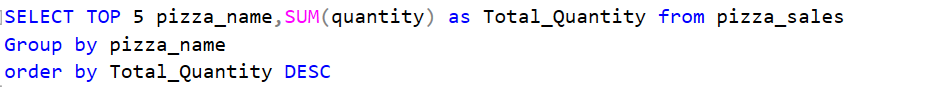 SELECT TOP 5 pizza_name,SUM(quantity) as Total_Quantity from pizza_sales
Group by pizza_name
order by Total_Quantity DESC